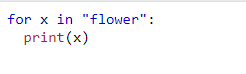 for x in "flower":
  print(x)